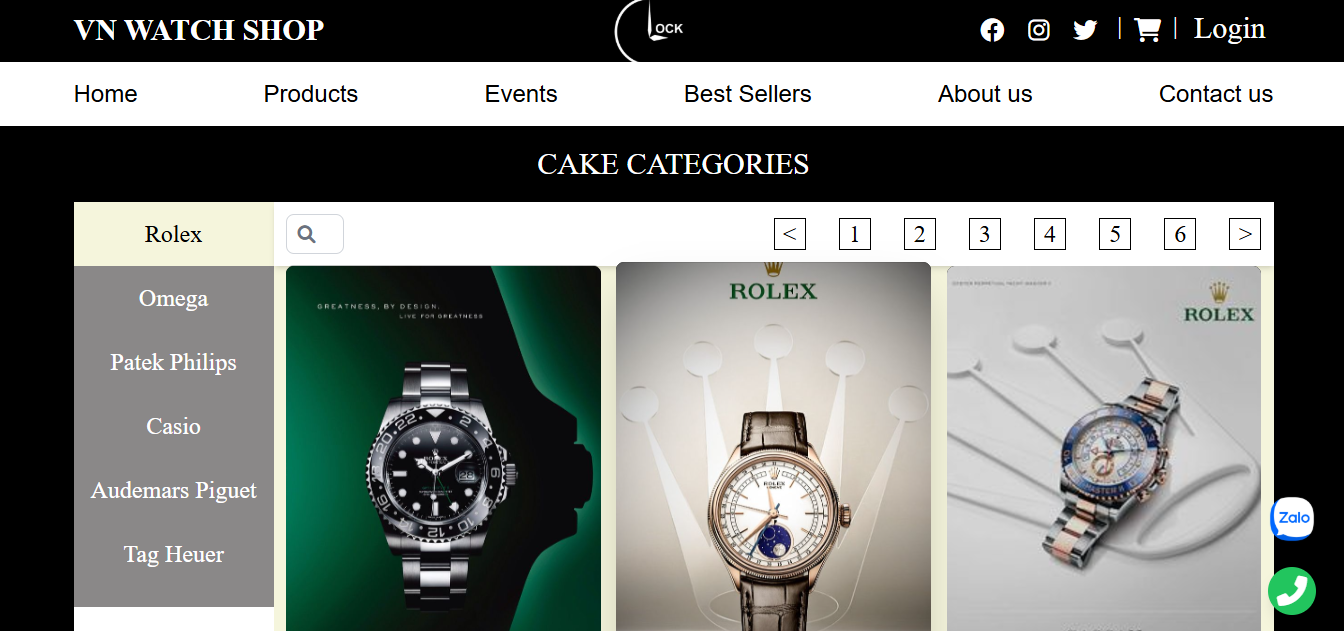 VN WATCH SHOP
LOCK
| | Login
Home Products Events Best Sellers About us Contact us
CAKE CATEGORIES
Rolex
< 1 2 3 4 5 6 >
Omega
Patek Philips
Casio
Audemars Piguet
Tag Heuer
GREATNESS, BY DESIGN.
LIVE FOR GREATNESS
ROLEX
ROLEX
ROLEX
Zalo